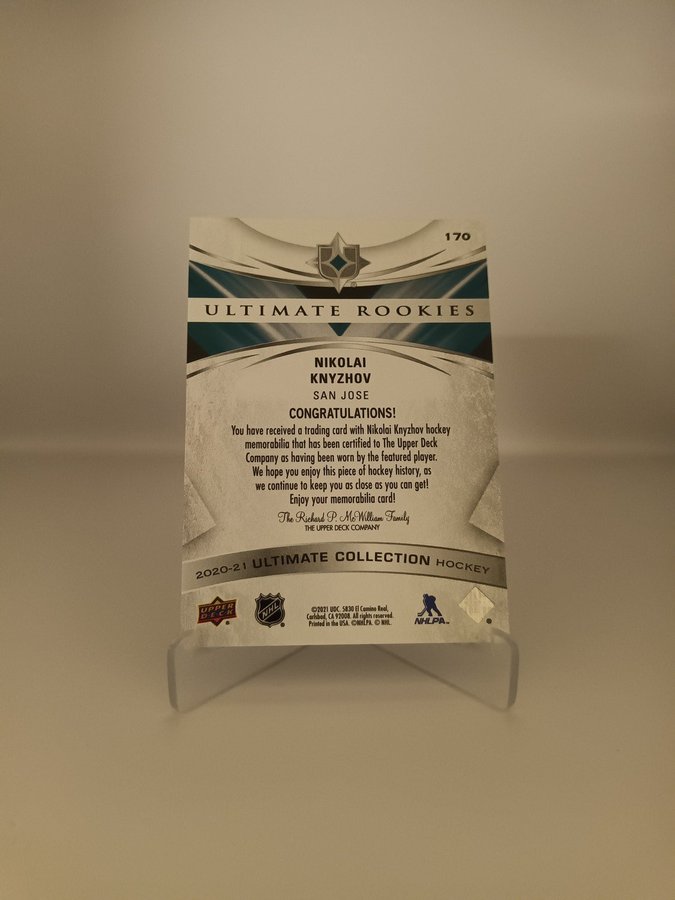 170
ULTIMATE ROOKIES
NIKOLAI
KNYZHOV
SAN JOSE
CONGRATULATIONS!
You have received a trading card with Nikolai Knyzhov hockey
memorabilia that has been certified to The Upper Deck
Company as having been worn by the featured player.
We hope you enjoy this piece of hockey history, as
we continue to keep you as close as you can get!
Enjoy your memorabilia card!
The Richard P. McWilliam Family
THE UPPER DECK COMPANY
2020-21 ULTIMATE COLLECTION HOCKEY
UPPER
DECK
NHL
©2021 UDC. 5830 El Camino Real,
Carlsbad, CA 92008. All rights reserved.
Printed in the USA. ©NHLPA. © NHL.
NHLPA™